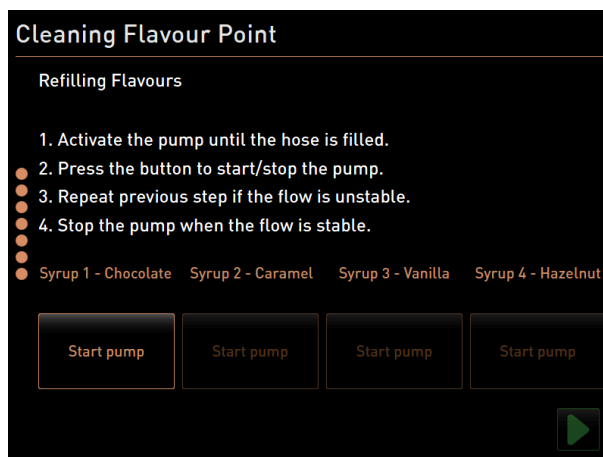 Cleaning Flavour Point
Refilling Flavours
1. Activate the pump until the hose is filled.
2. Press the button to start/stop the pump.
3. Repeat previous step if the flow is unstable.
4. Stop the pump when the flow is stable.
Syrup 1 - Chocolate Syrup 2 - Caramel Syrup 3 - Vanilla Syrup 4 - Hazelnut
Start pump Start pump Start pump Start pump